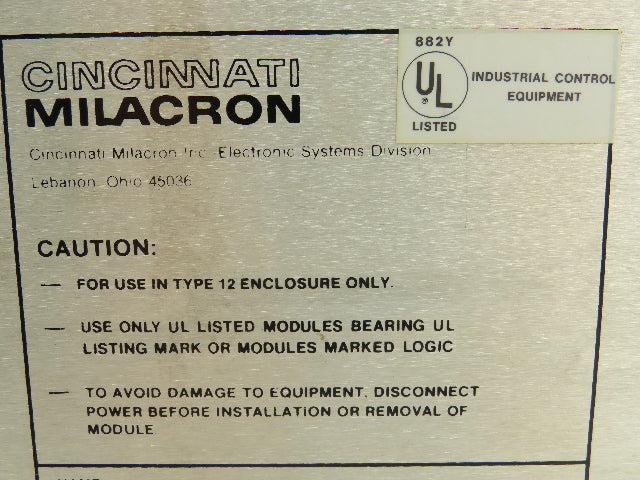 CINCINNATI
MILACRON
Cincinnati Milacron Inc. Electronic Systems Division
Lebanon, Ohio 45036
882Y
UL
®
LISTED
INDUSTRIAL CONTROL
EQUIPMENT
CAUTION:
— FOR USE IN TYPE 12 ENCLOSURE ONLY.
— USE ONLY UL LISTED MODULES BEARING UL
LISTING MARK OR MODULES MARKED LOGIC
— TO AVOID DAMAGE TO EQUIPMENT, DISCONNECT
POWER BEFORE INSTALLATION OR REMOVAL OF
MODULE